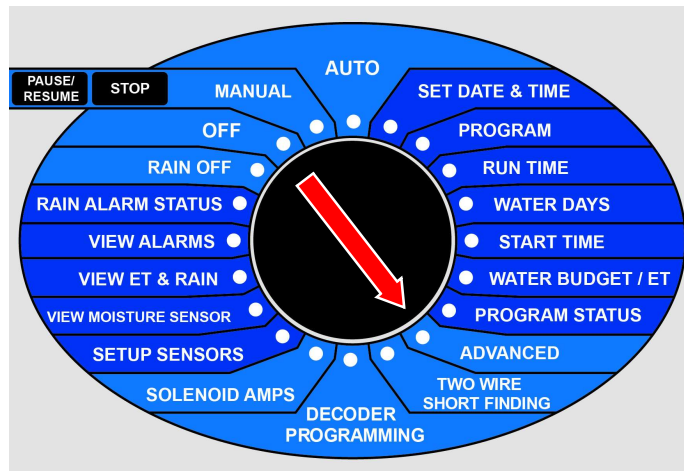 AUTO
PAUSE/
RESUME
STOP
MANUAL
SET DATE & TIME
OFF
PROGRAM
RAIN OFF
RUN TIME
RAIN ALARM STATUS
WATER DAYS
VIEW ALARMS
START TIME
VIEW ET & RAIN
WATER BUDGET / ET
VIEW MOISTURE SENSOR
PROGRAM STATUS
SETUP SENSORS
ADVANCED
SOLENOID AMPS
TWO WIRE
SHORT FINDING
DECODER
PROGRAMMING